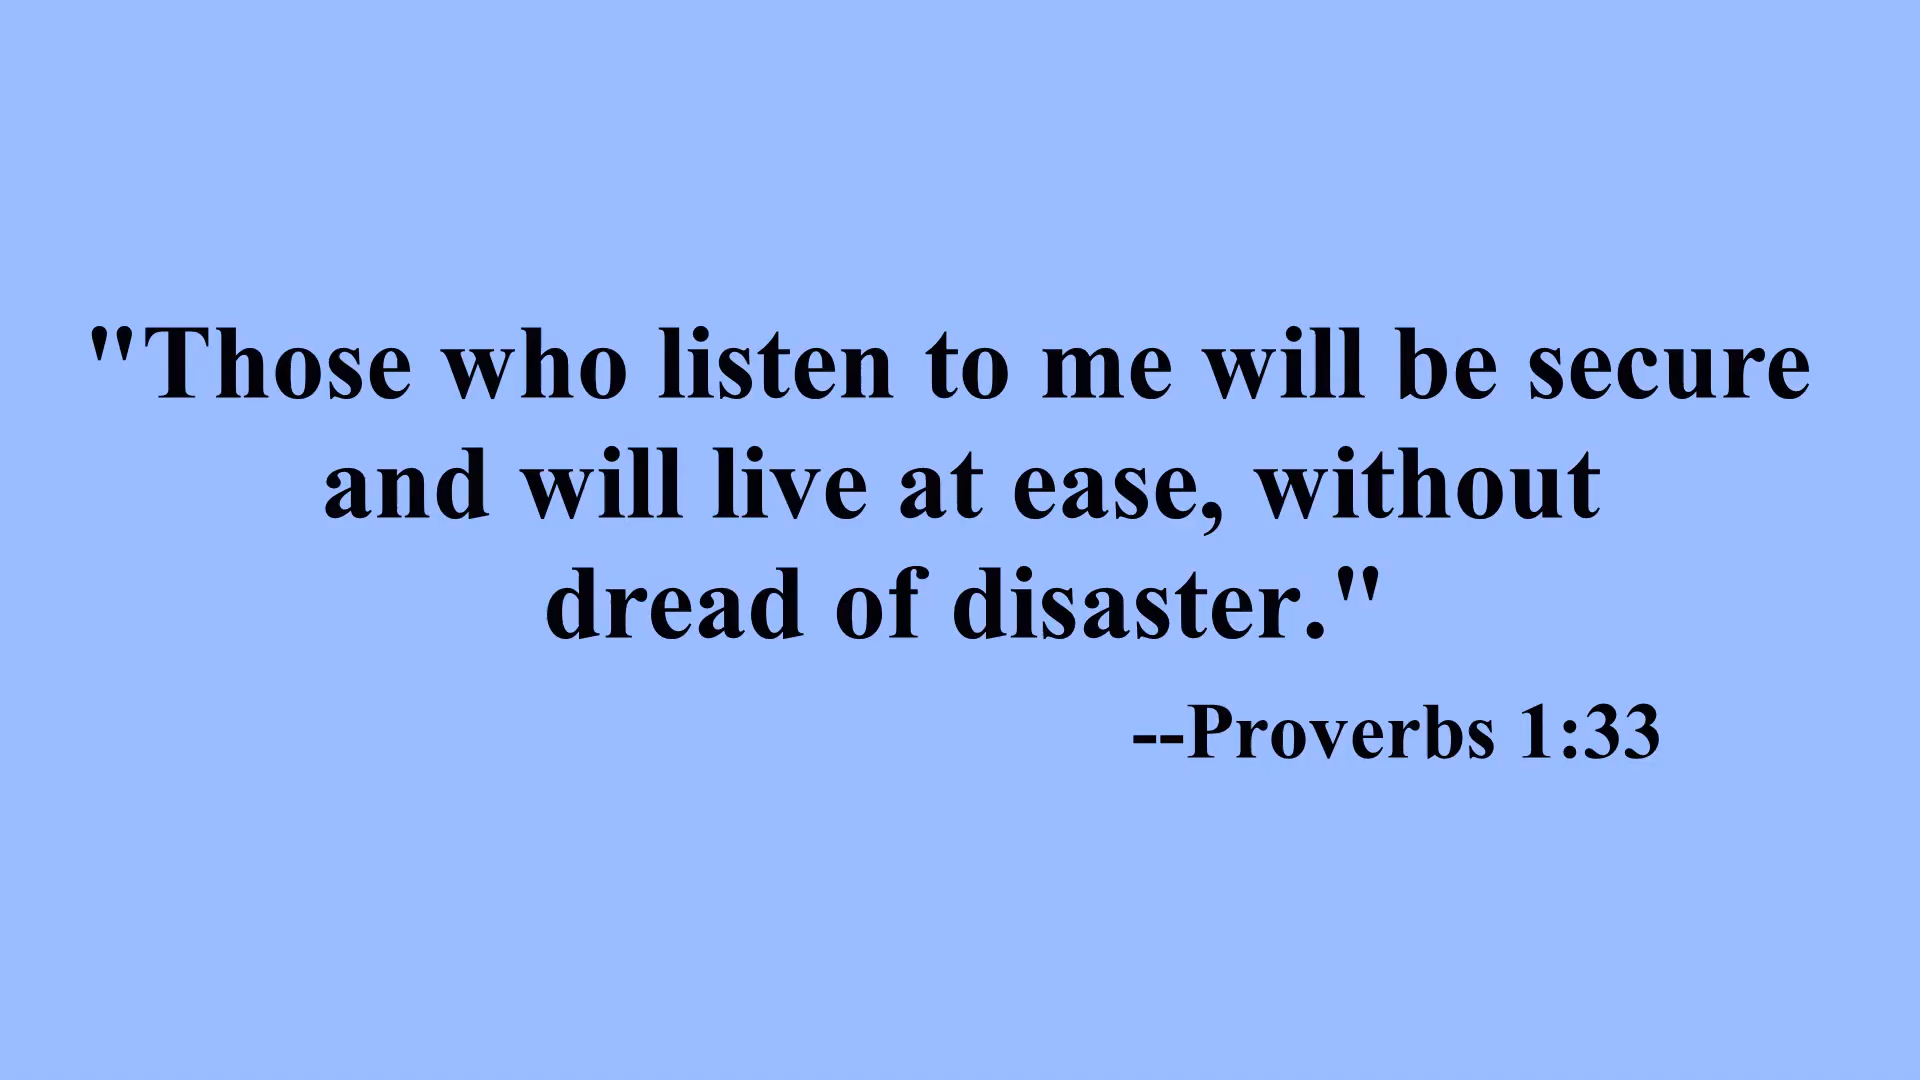 "Those who listen to me will be secure
and will live at ease, without
dread of disaster."
--Proverbs 1:33